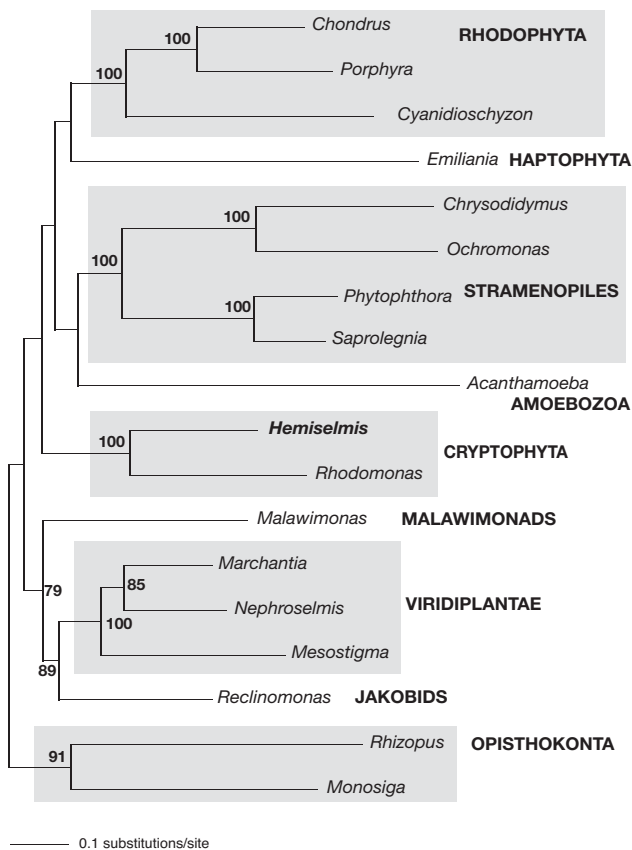 Chondrus
100
RHODOPHYTA
Porphyra
100
Cyanidioschyzon
Emiliania HAPTOPHYTA
Chrysodidymus
100
Ochromonas
100
Phytophthora STRAMENOPILES
100
Saprolegnia
Acanthamoeba
AMOEBOZOA
Hemiselmis
100
CRYPTOPHYTA
Rhodomonas
Malawimonas MALAWIMONADS
Marchantia
85
79
Nephroselmis VIRIDIPLANTAE
100
Mesostigma
89
Reclinomonas JAKOBIDS
Rhizopus OPISTHOKONTA
91
Monosiga
0.1 substitutions/site